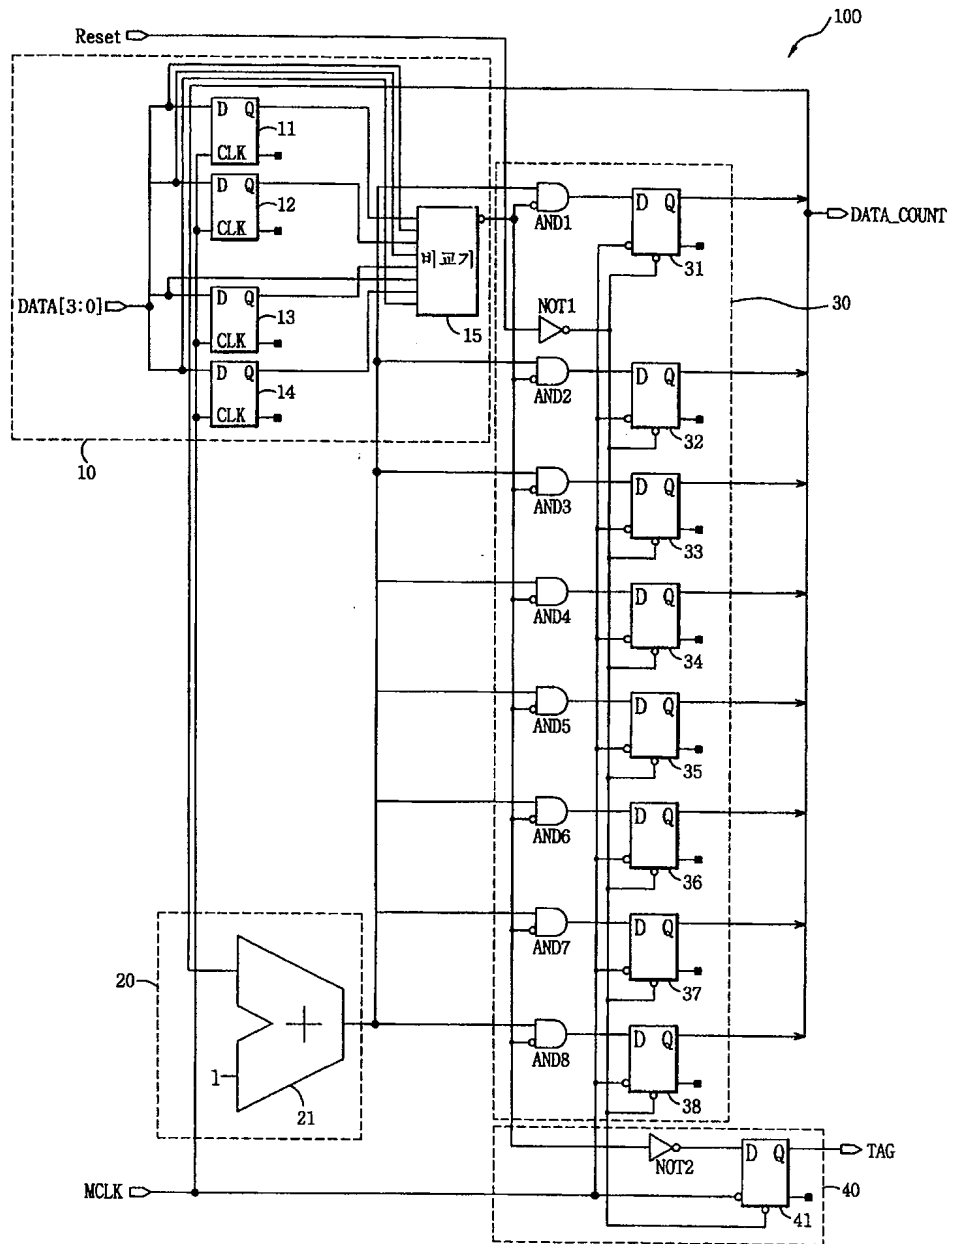 100
Reset
D Q
CLK
11
D Q
CLK
12
D Q
CLK
13
D Q
CLK
14
DATA[3:0]
비교기
15
10
AND1
D Q
31
DATA_COUNT
30
NOT1
AND2
D Q
32
AND3
D Q
33
AND4
D Q
34
AND5
D Q
35
AND6
D Q
36
AND7
D Q
37
AND8
D Q
38
20
+
1
21
NOT2
D Q
41
TAG
40
MCLK